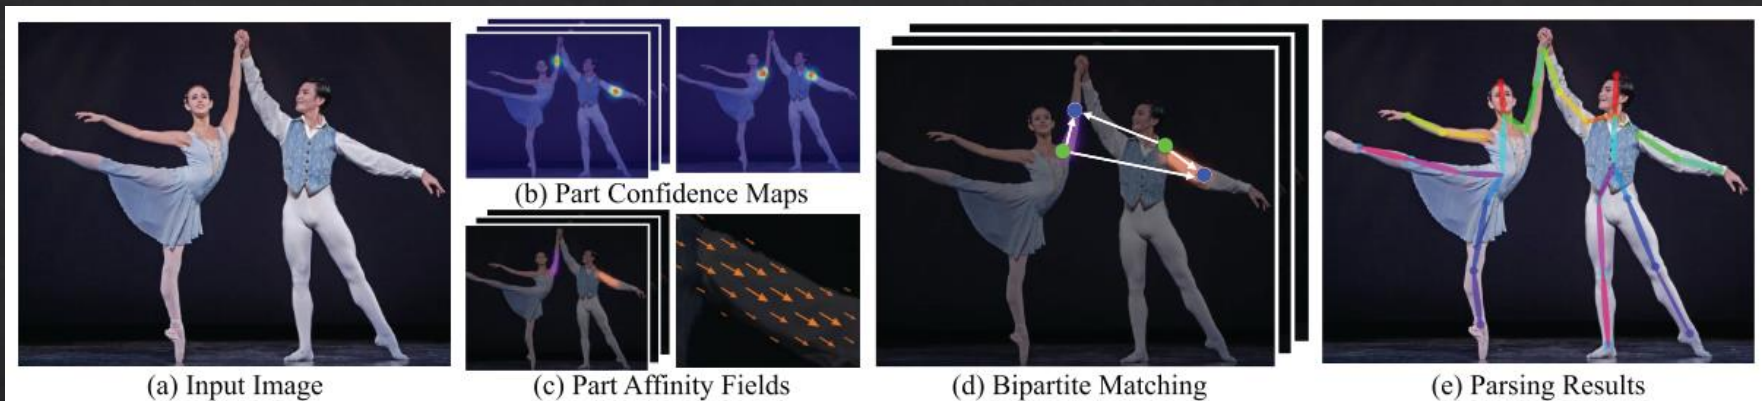 (a) Input Image
(b) Part Confidence Maps
(c) Part Affinity Fields
(d) Bipartite Matching
(e) Parsing Results